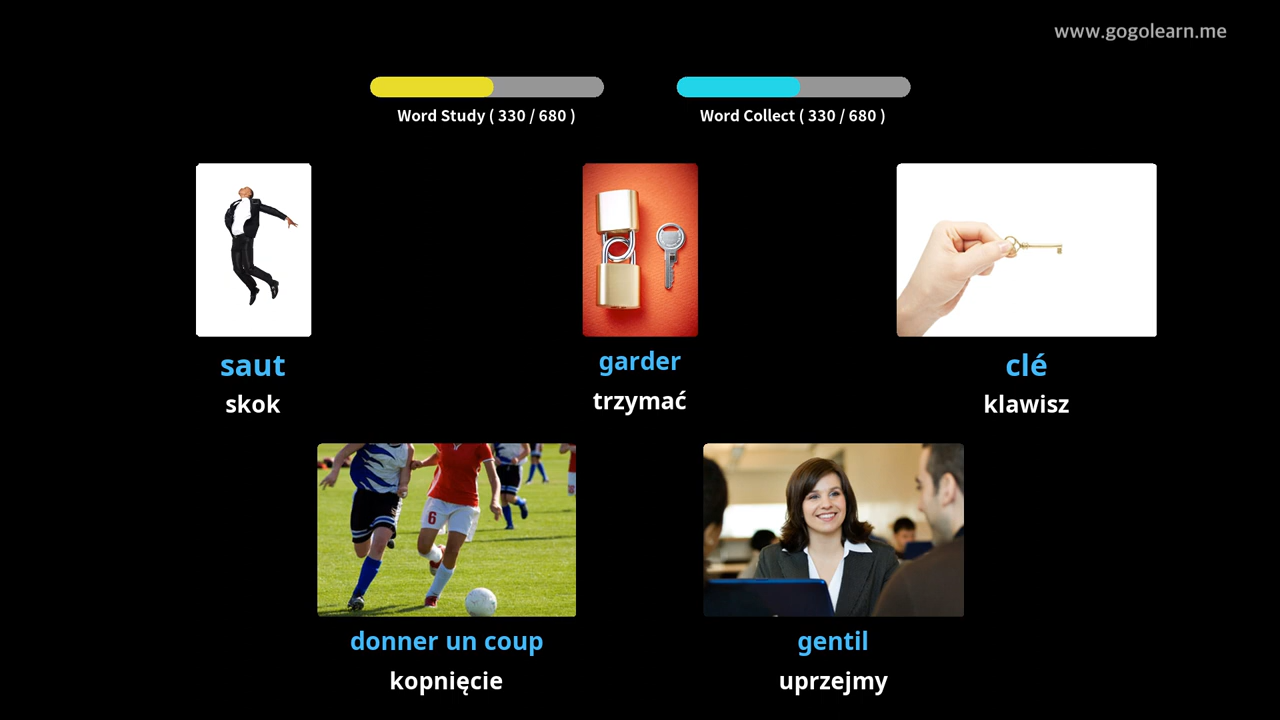 www.gogolearn.me
Word Study ( 330 / 680 )
Word Collect ( 330 / 680 )
saut
skok
garder
trzymać
clé
klawisz
6
donner un coup
kopnięcie
gentil
uprzejmy